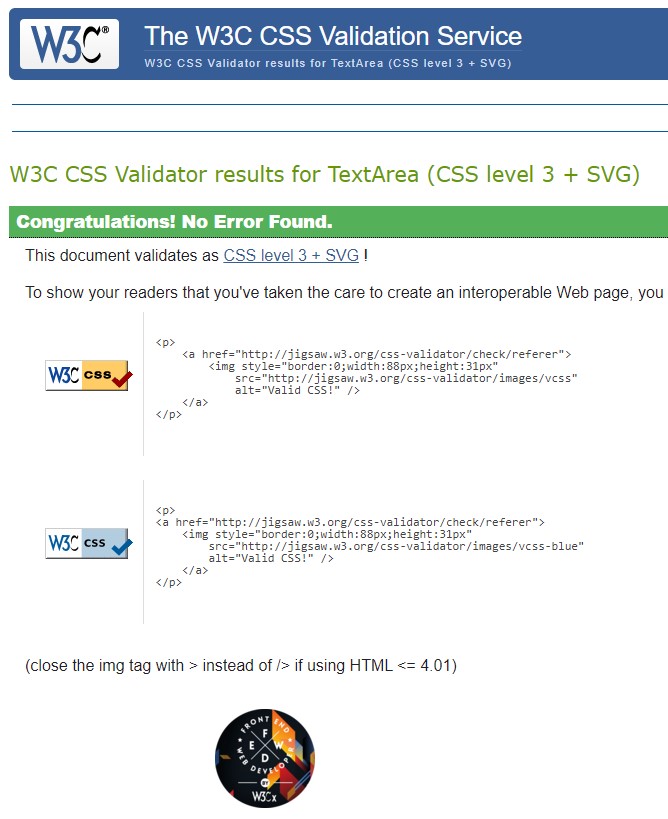 W3C®
The W3C CSS Validation Service
W3C CSS Validator results for TextArea (CSS level 3 + SVG)
W3C CSS Validator results for TextArea (CSS level 3 + SVG)
Congratulations! No Error Found.
This document validates as CSS level 3 + SVG !
To show your readers that you've taken the care to create an interoperable Web page, you
W3C css
<p>
<a href="http://jigsaw.w3.org/css-validator/check/referer">
<img style="border:0;width:88px;height:31px"
src="http://jigsaw.w3.org/css-validator/images/vcss"
alt="Valid CSS!" />
</a>
</p>
W3C css
<p>
<a href="http://jigsaw.w3.org/css-validator/check/referer">
<img style="border:0;width:88px;height:31px"
src="http://jigsaw.w3.org/css-validator/images/vcss-blue"
alt="Valid CSS!" />
</a>
</p>
(close the img tag with > instead of /> if using HTML <= 4.01)
FRONT END
F
E W
D
WEB DEVELOPER
W3Cx